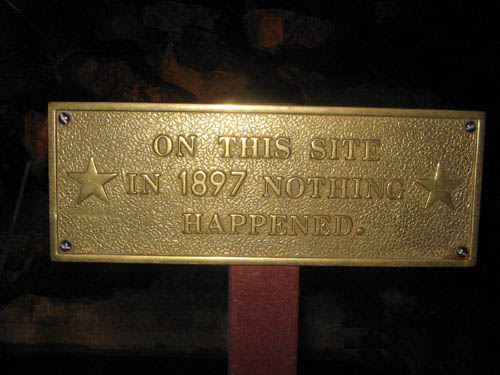 ON THIS SITE
IN 1897 NOTHING
HAPPENED.